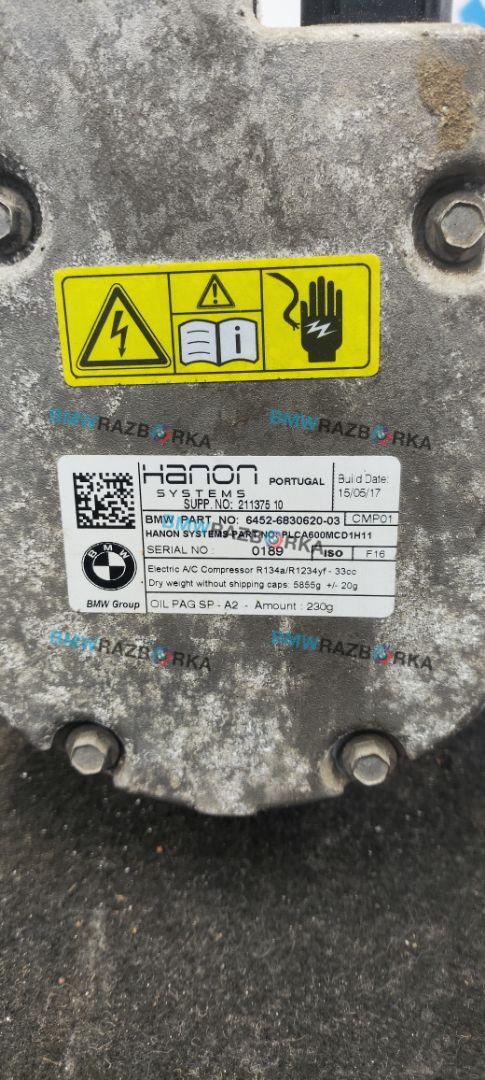 BMWRAZBORKA BMWRAZBORKA
Hanon PORTUGAL Build Date:
SYSTEMS 15/05/17
SUPP. NO: 211375 10
BMW PART NO: 6452-6830620-03 CMP01
HANON SYSTEMS PART NO: PLCA600MCD1H11
SERIAL NO : 0189 ISO F16
BMW
Electric A/C Compressor R134a/R1234yf - 33cc
Dry weight without shipping caps: 5855g +/- 20g
BMW Group OIL PAG SP - A2 - Amount : 230g
BMWRAZBORKA BMWRAZBORKA
BMWRAZBORKA BMWRAZBORKA